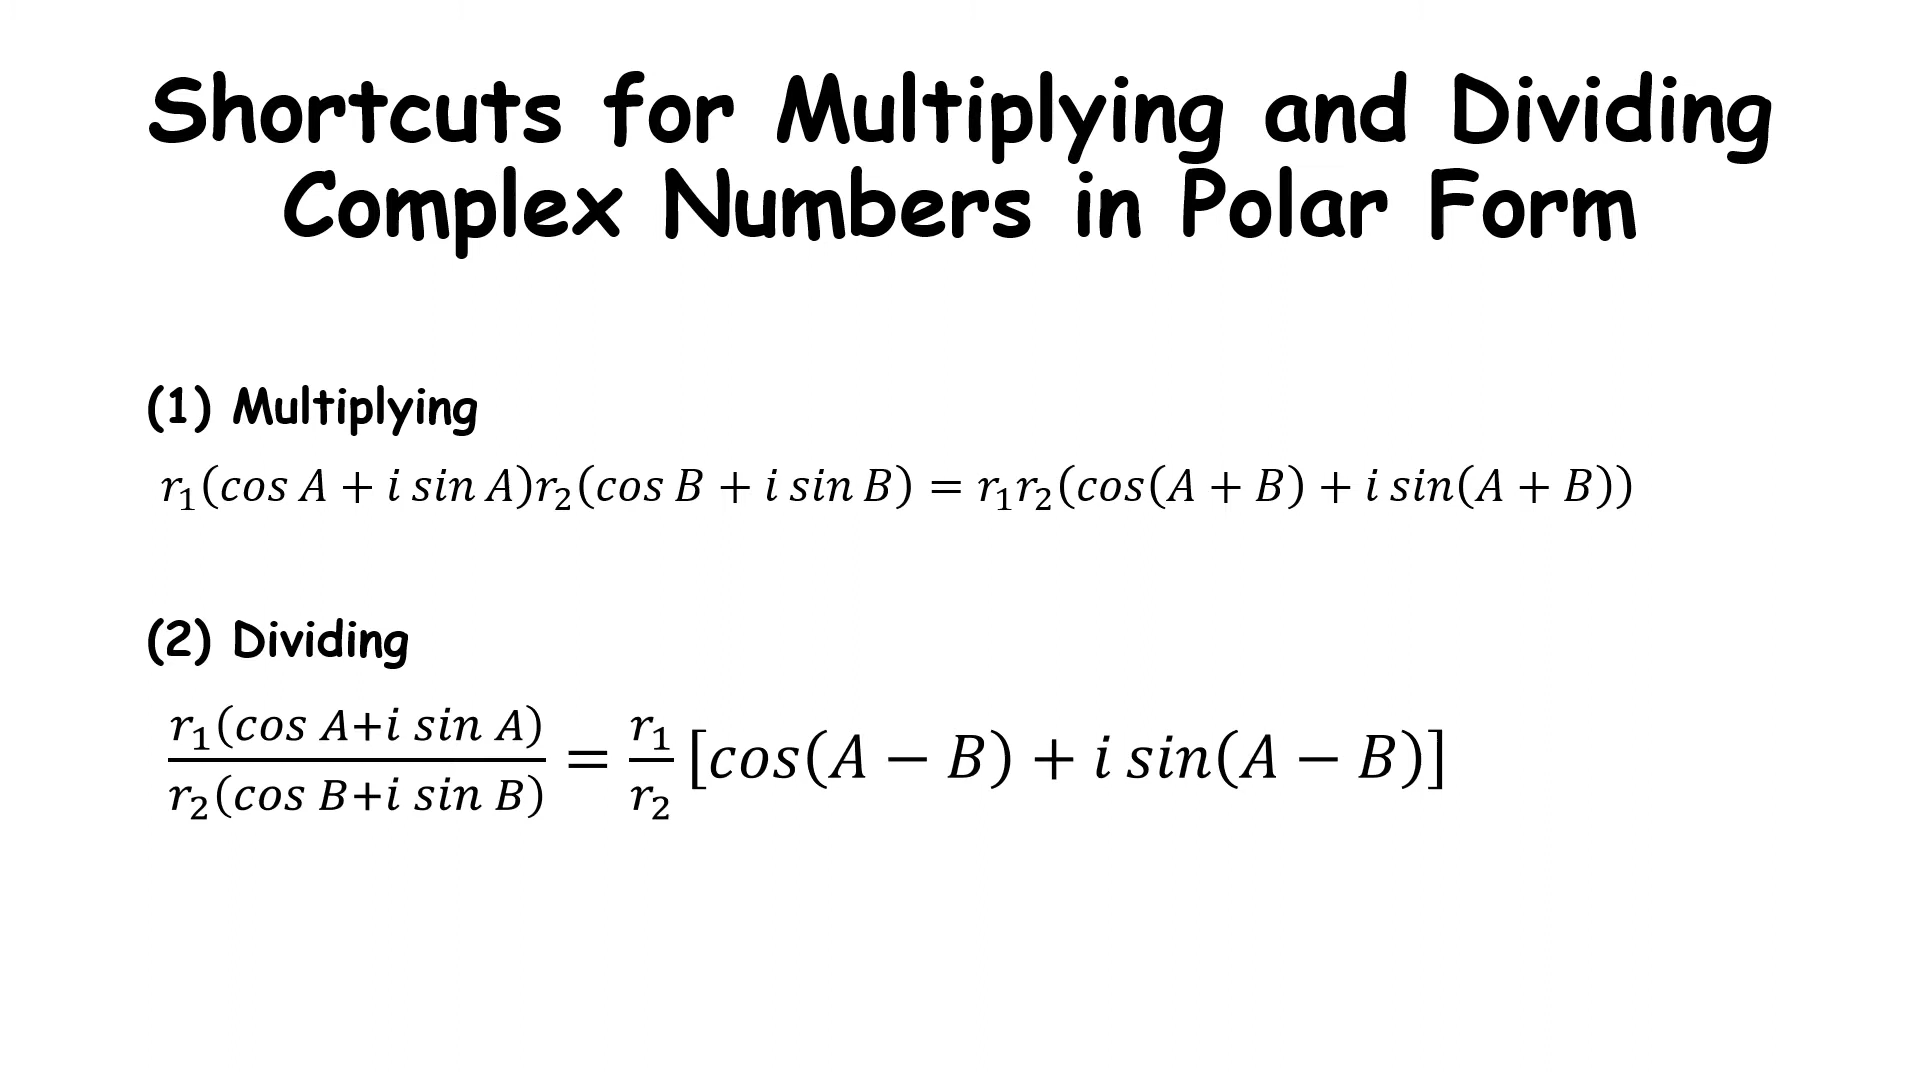 Shortcuts for Multiplying and Dividing
Complex Numbers in Polar Form
(1) Multiplying
r₁(cos A + i sin A)r₂(cos B + i sin B) = r₁r₂(cos(A + B) + i sin(A + B))
(2) Dividing
r₁(cos A+i sin A)/r₂(cos B+i sin B) = r₁/r₂ [cos(A − B) + i sin(A − B)]